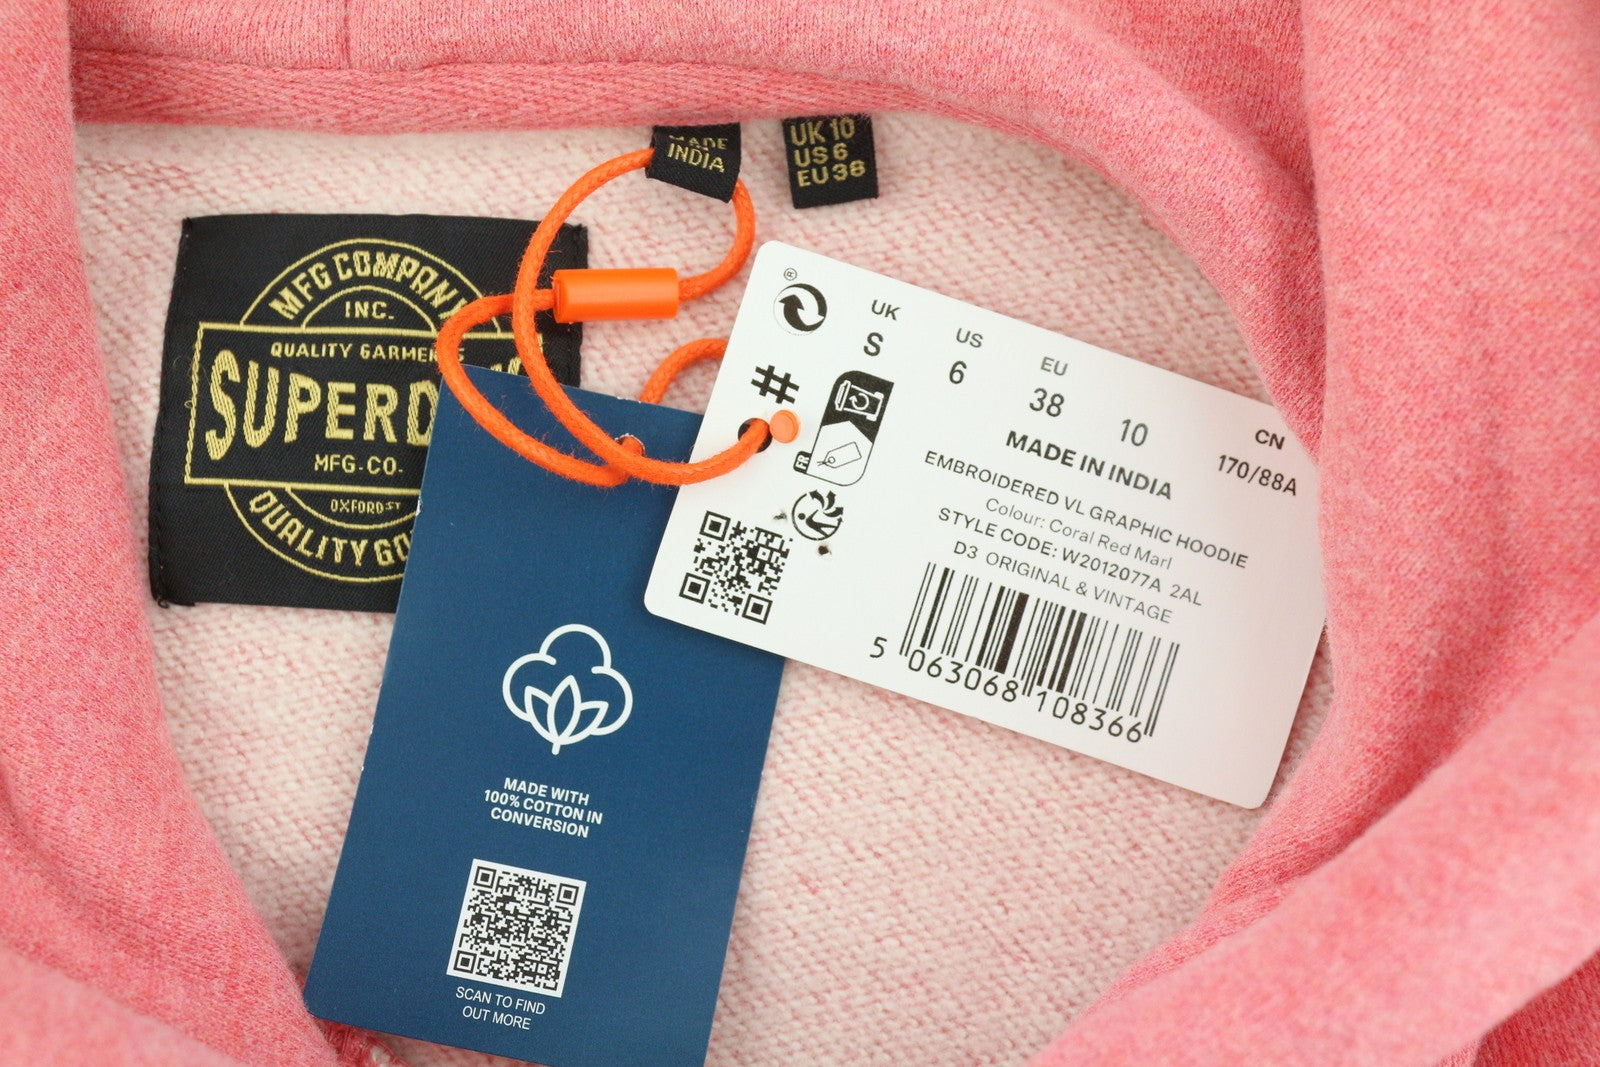 MADE
INDIA
UK 10
US 6
EU 38
MFG COMPANY
INC.
QUALITY GARMENTS
SUPERD
MFG-CO-
OXFORD ST
QUALITY GO
®
UK
S
US
6
EU
38
10
CN
170/88A
#
FR
MADE IN INDIA
EMBROIDERED VL GRAPHIC HOODIE
Colour: Coral Red Marl
STYLE CODE: W2012077A 2AL
D3 ORIGINAL & VINTAGE
5 063068 108366
MADE WITH
100% COTTON IN
CONVERSION
SCAN TO FIND
OUT MORE